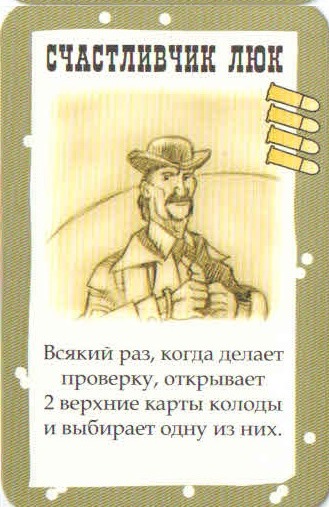 СЧАСТЛИВЧИК ЛЮК
Всякий раз, когда делает
проверку, открывает
2 верхние карты колоды
и выбирает одну из них.